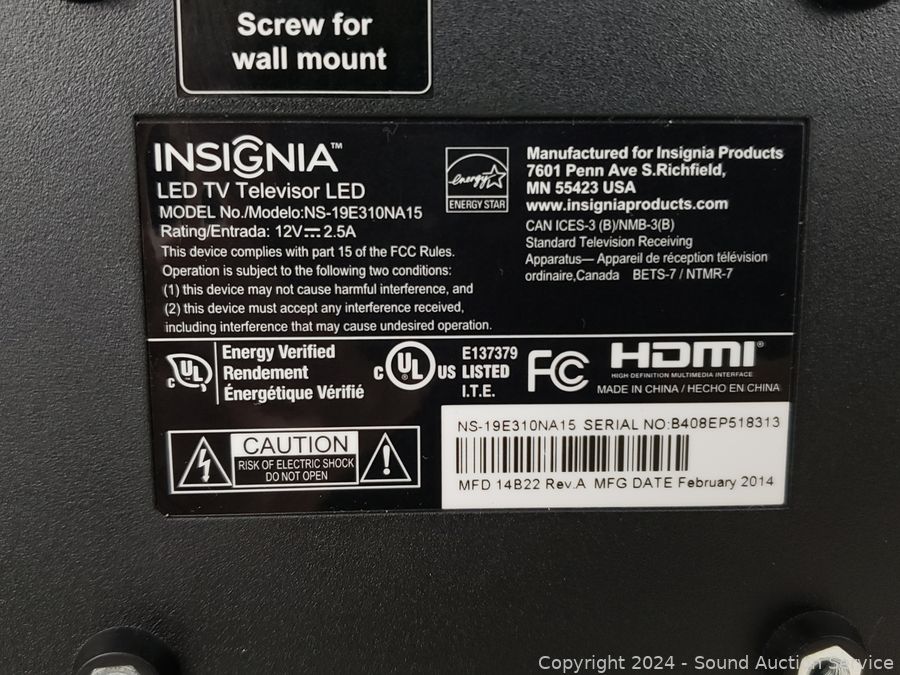 Screw for
wall mount
INSIGNIA™
LED TV Televisor LED
MODEL No./Modelo:NS-19E310NA15
Rating/Entrada: 12V⎓2.5A
This device complies with part 15 of the FCC Rules.
Operation is subject to the following two conditions:
(1) this device may not cause harmful interference, and
(2) this device must accept any interference received,
including interference that may cause undesired operation.
energy
ENERGY STAR
Manufactured for Insignia Products
7601 Penn Ave S.Richfield,
MN 55423 USA
www.insigniaproducts.com
CAN ICES-3 (B)/NMB-3(B)
Standard Television Receiving
Apparatus— Appareil de réception télévision
ordinaire,Canada BETS-7 / NTMR-7
C UL
Energy Verified
Rendement
Énergétique Vérifié
C UL® US
E137379
LISTED
I.T.E.
FC
HDMI®
HIGH-DEFINITION MULTIMEDIA INTERFACE
MADE IN CHINA / HECHO EN CHINA
CAUTION
RISK OF ELECTRIC SHOCK
DO NOT OPEN
NS-19E310NA15 SERIAL NO:B408EP518313
MFD 14B22 Rev.A MFG DATE February 2014
Copyright 2024 - Sound Auction Service